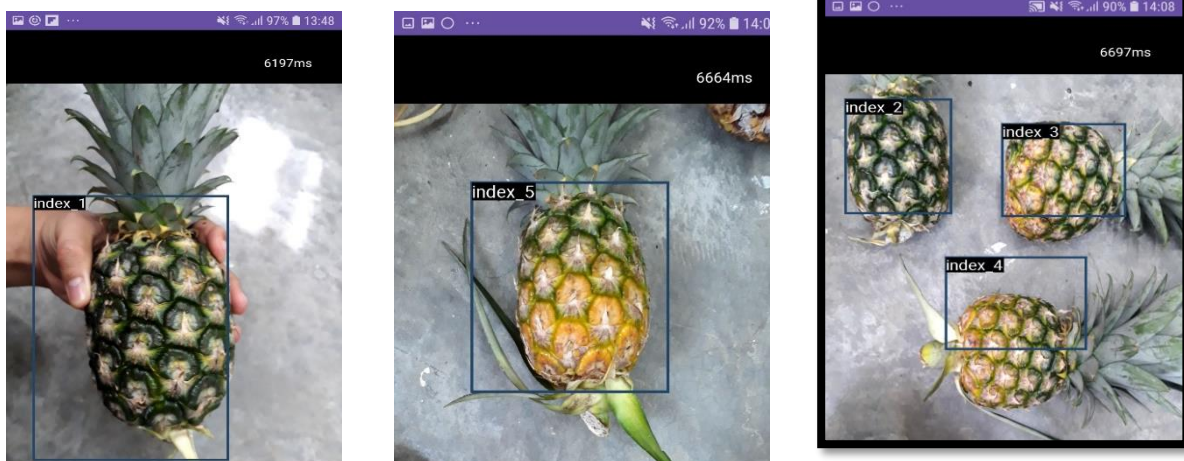 97% 13:48
6197ms
index_1
92% 14:0
6664ms
index_5
90% 14:08
6697ms
index_2
index_3
index_4